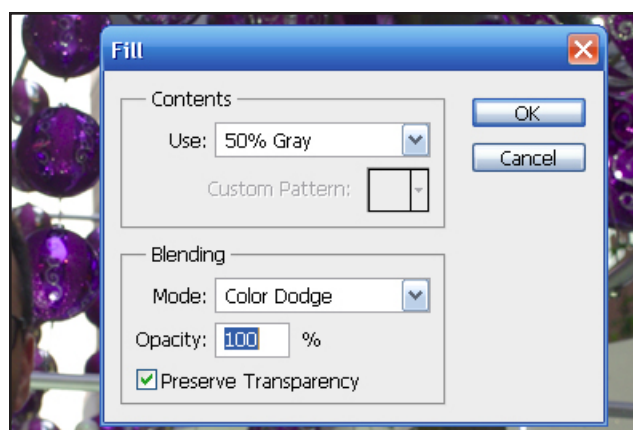 Fill
Contents
OK
Use: 50% Gray
Cancel
Custom Pattern:
Blending
Mode: Color Dodge
Opacity: 100 %
Preserve Transparency